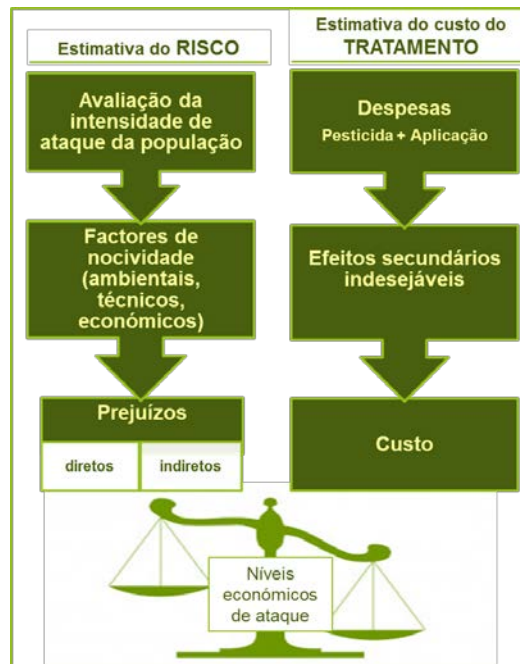 Estimativa do RISCO
Avaliação da
intensidade de
ataque da população
Factores de
nocividade
(ambientais,
técnicos,
económicos)
Prejuízos
diretos
indiretos
Estimativa do custo do
TRATAMENTO
Despesas
Pesticida + Aplicação
Efeitos secundários
indesejáveis
Custo
Níveis
económicos
de ataque